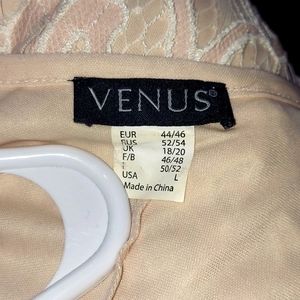 VENUS®
EUR 44/46
RUS 52/54
UK 18/20
F/B 46/48
I 50/52
USA L
Made in China